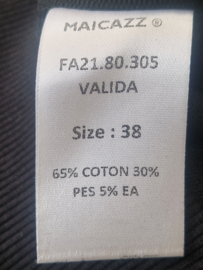 MAICAZZ ®
FA21.80.305
VALIDA
Size : 38
65% COTON 30%
PES 5% EA